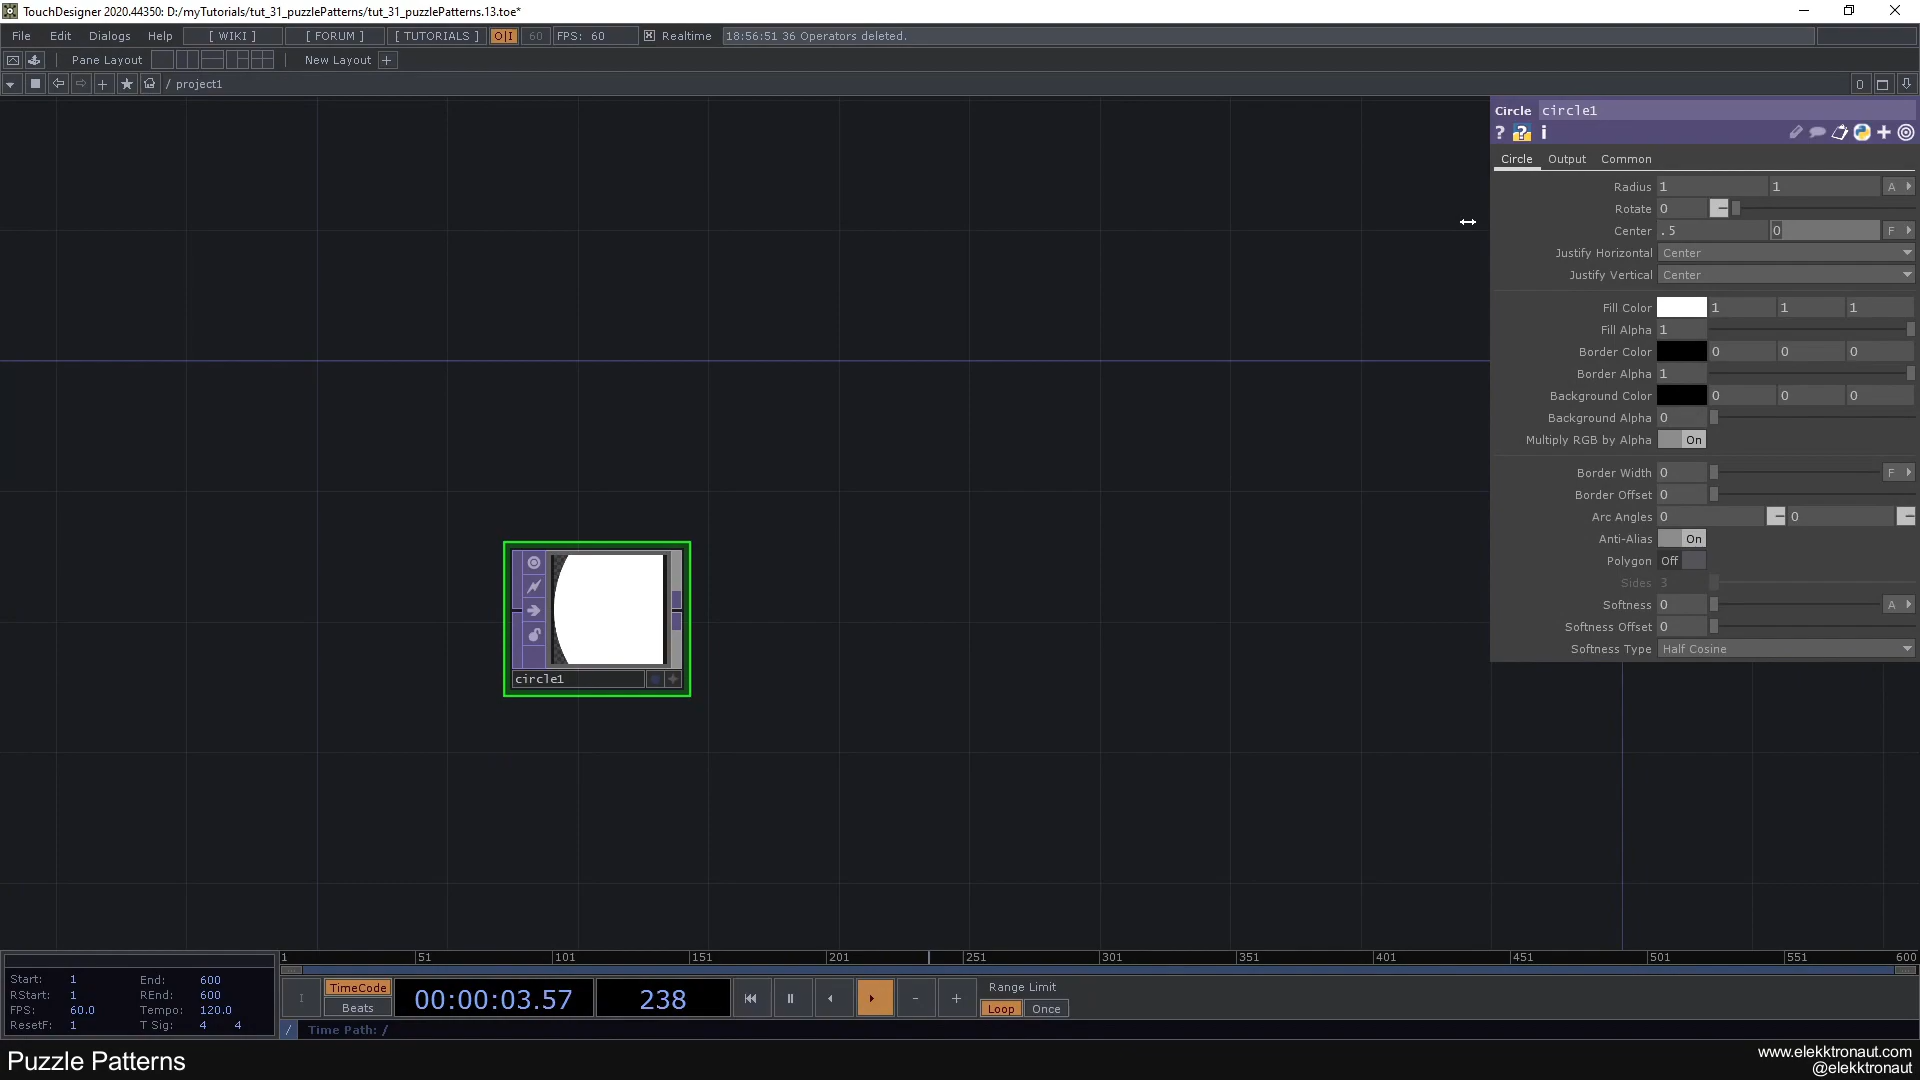 TouchDesigner 2020.44350: D:/myTutorials/tut_31_puzzlePatterns/tut_31_puzzlePatterns.13.toe*
File Edit Dialogs Help [ WIKI ] [ FORUM ] [ TUTORIALS ] O|I 60 FPS: 60 Realtime 18:56:51 36 Operators deleted.
Pane Layout New Layout +
/ project1 0
Circle circle1
? ? i
Circle Output Common
Radius 1 1 A
Rotate 0
Center .5 0 F
Justify Horizontal Center
Justify Vertical Center
Fill Color 1 1 1
Fill Alpha 1
Border Color 0 0 0
Border Alpha 1
Background Color 0 0 0
Background Alpha 0
Multiply RGB by Alpha On
Border Width 0 F
Border Offset 0
Arc Angles 0 0
Anti-Alias On
Polygon Off
Sides 3
Softness 0 A
Softness Offset 0
Softness Type Half Cosine
circle1
1 51 101 151 201 251 301 351 401 451 501 551 600
Start: 1 End: 600
RStart: 1 REnd: 600
FPS: 60.0 Tempo: 120.0
ResetF: 1 T Sig: 4 4
I TimeCode Beats 00:00:03.57 238 - + Range Limit
Loop Once
/ Time Path: /
Puzzle Patterns
www.elekktronaut.com
@elekktronaut